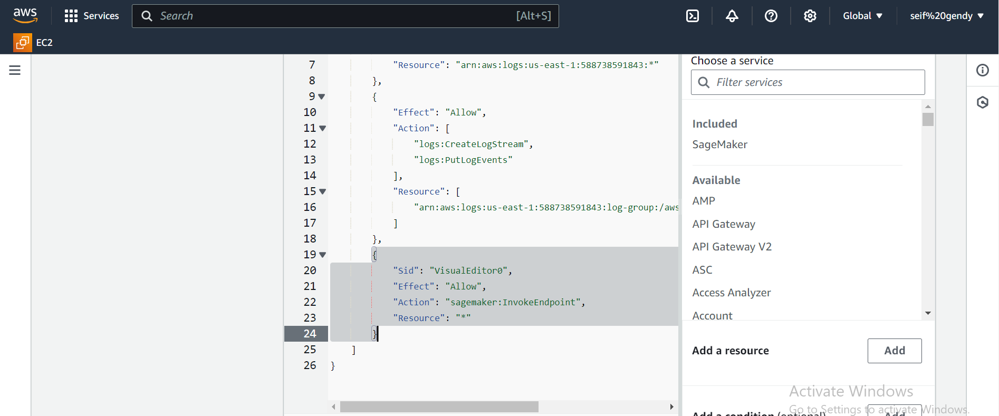 aws
Services
Search
[Alt+S]
Global
seif%20gendy
EC2
7 "Resource": "arn:aws:logs:us-east-1:588738591843:*"
8 },
9 {
10 "Effect": "Allow",
11 "Action": [
12 "logs:CreateLogStream",
13 "logs:PutLogEvents"
14 ],
15 "Resource": [
16 "arn:aws:logs:us-east-1:588738591843:log-group:/aws
17 ]
18 },
19 {
20 "Sid": "VisualEditor0",
21 "Effect": "Allow",
22 "Action": "sagemaker:InvokeEndpoint",
23 "Resource": "*"
24 }
25 ]
26 }
Choose a service
Filter services
Included
SageMaker
Available
AMP
API Gateway
API Gateway V2
ASC
Access Analyzer
Account
Add a resource
Add
Add a condition (optional)
Add
Activate Windows
Go to Settings to activate Windows.